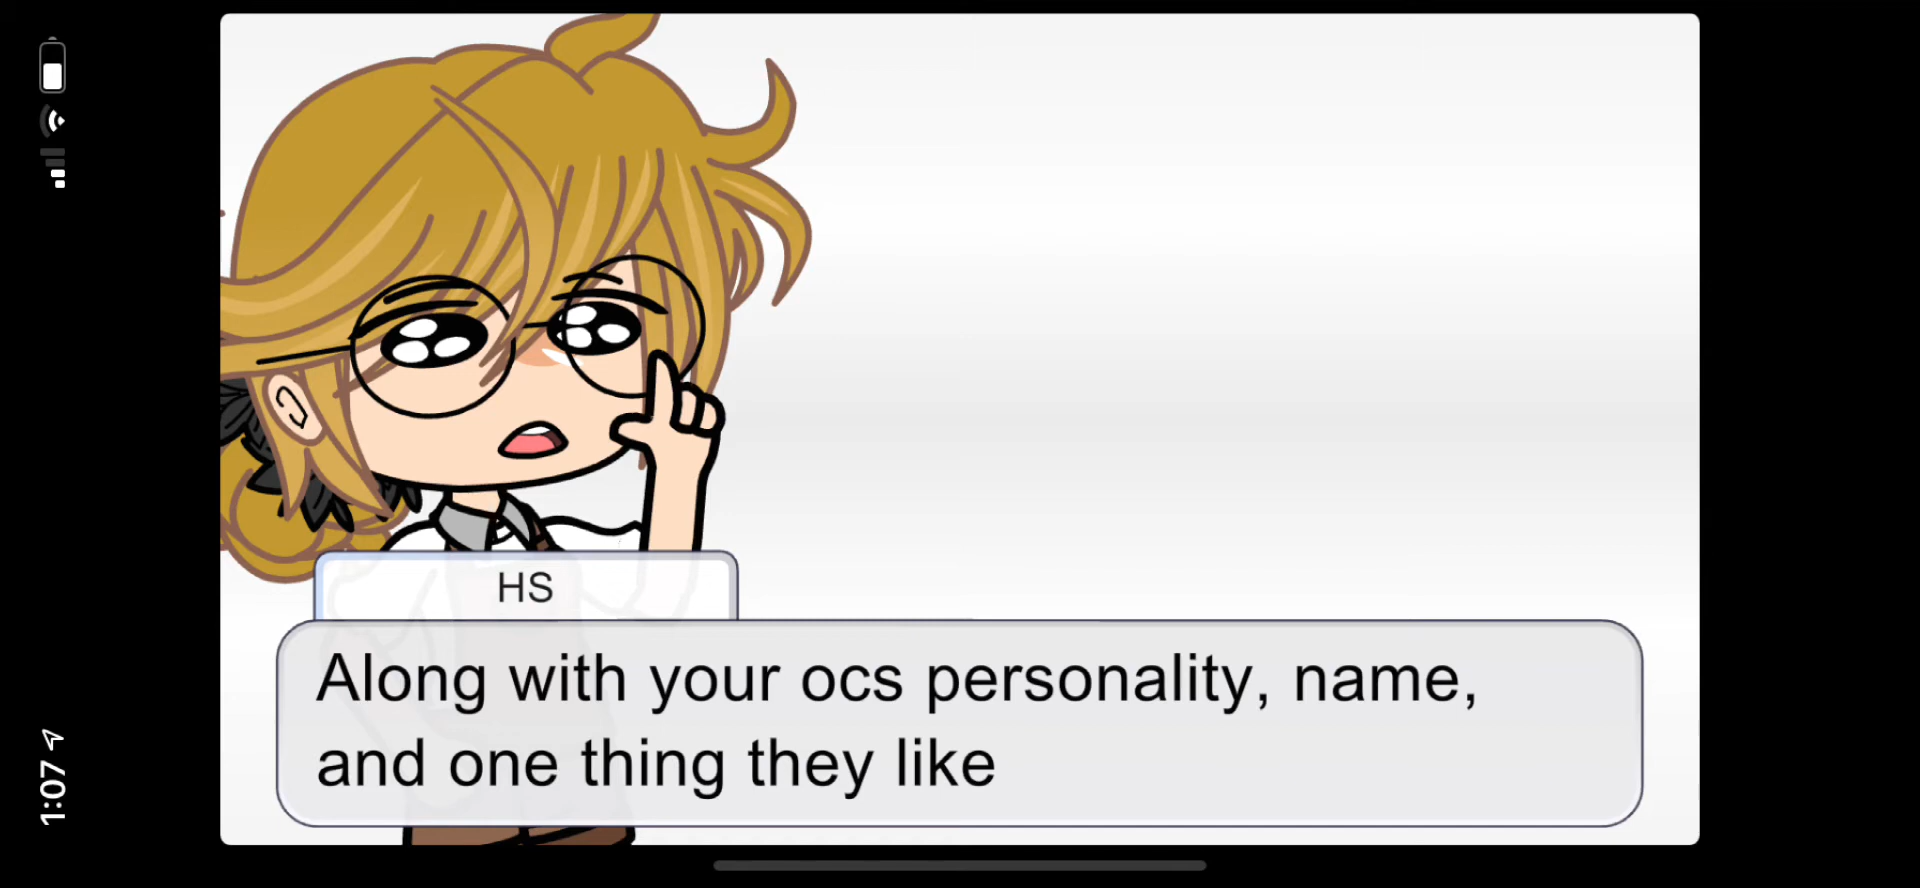 1:07
HS
Along with your ocs personality, name,
and one thing they like